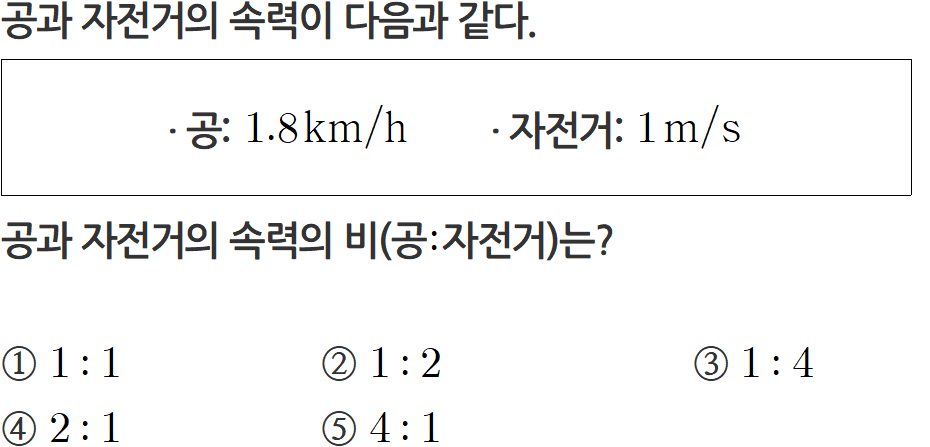 공과 자전거의 속력이 다음과 같다.
· 공: 1.8km/h · 자전거: 1m/s
공과 자전거의 속력의 비(공:자전거)는?
① 1 : 1 ② 1 : 2 ③ 1 : 4
④ 2 : 1 ⑤ 4 : 1